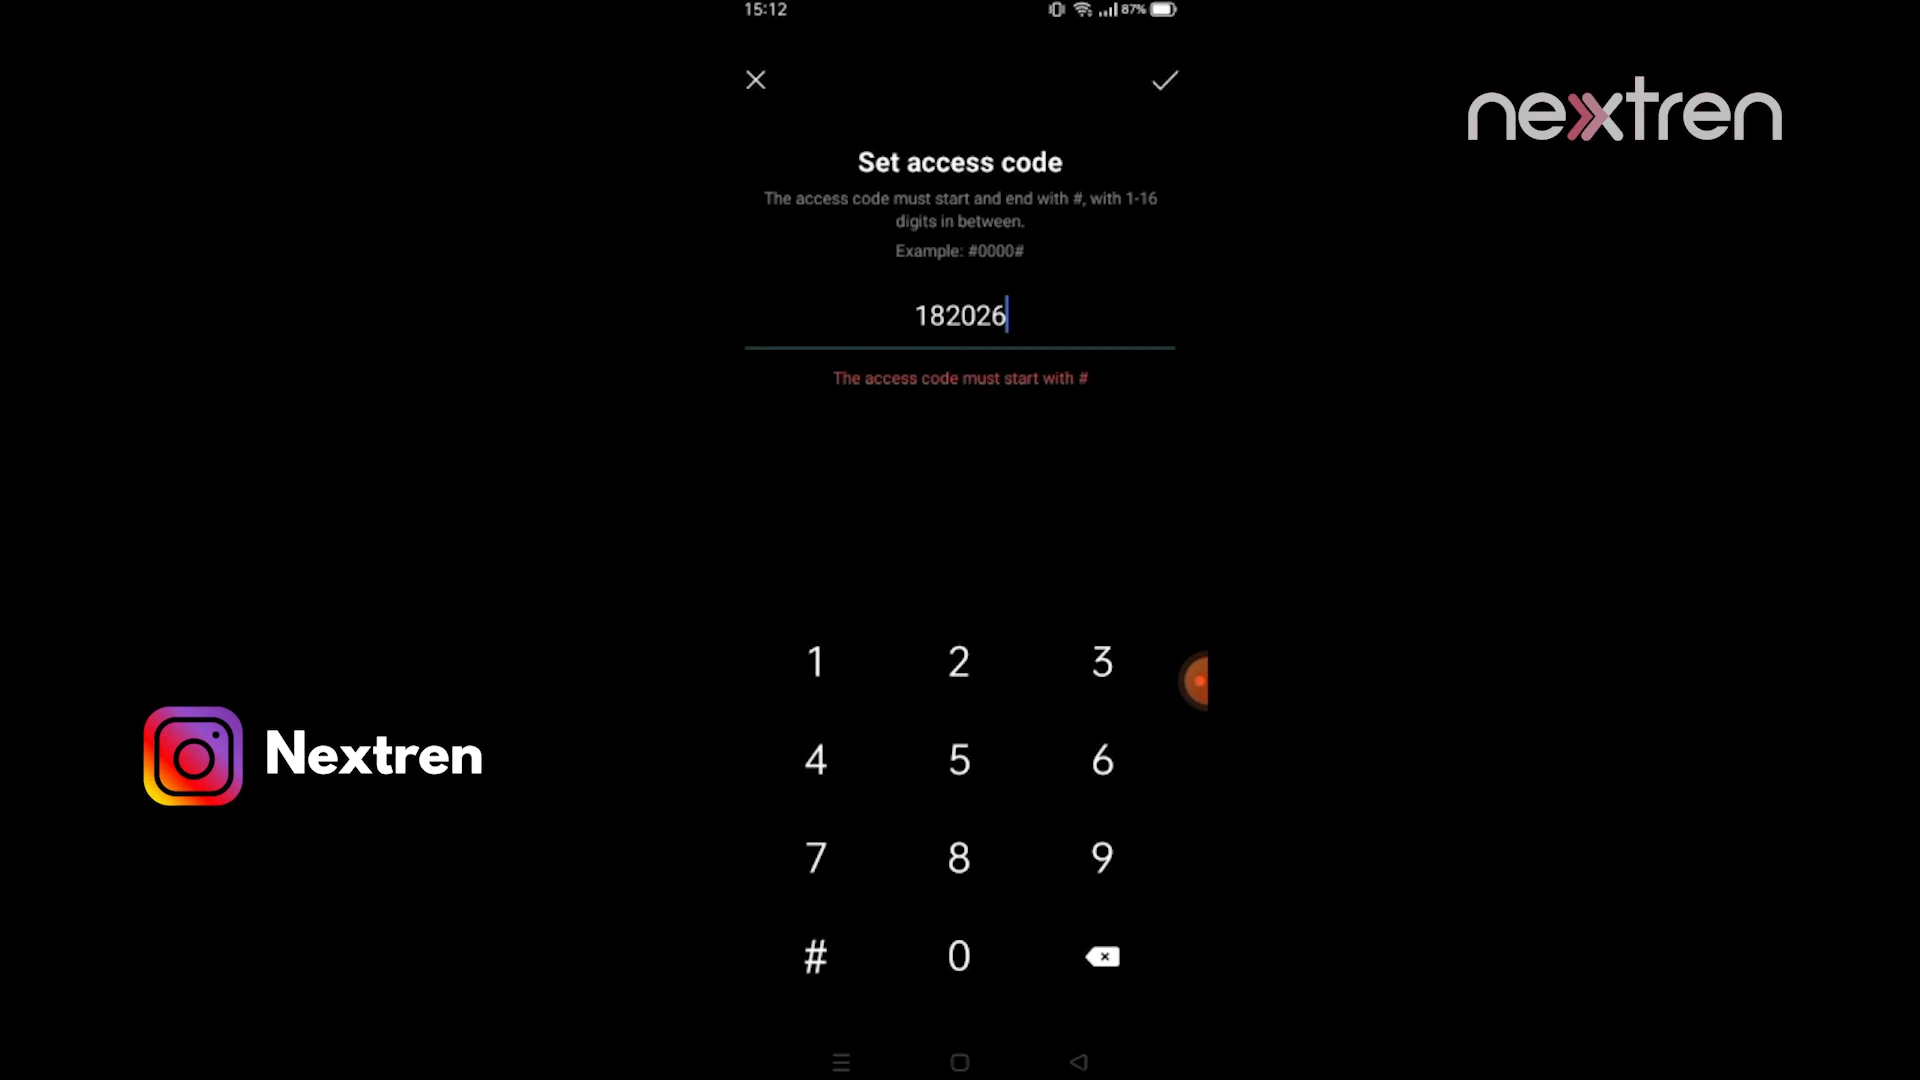 15:12
87%
nextren
Set access code
The access code must start and end with #, with 1-16
digits in between.
Example: #0000#
182026
The access code must start with #
1 2 3
4 5 6
Nextren
7 8 9
# 0